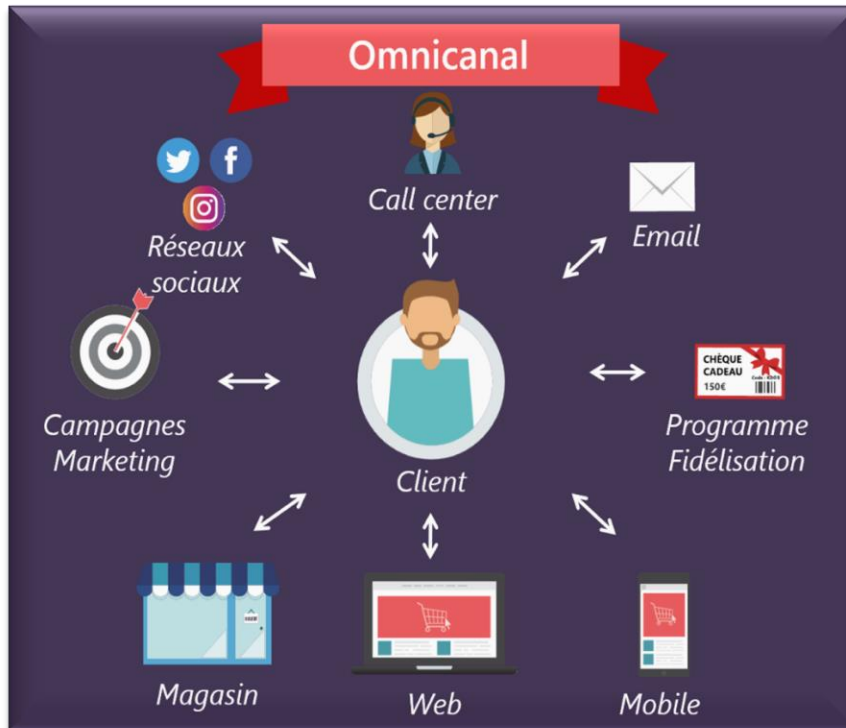 Omnicanal
Call center
Réseaux
sociaux
Email
Campagnes
Marketing
CHÈQUE
CADEAU
150€
Programme
Fidélisation
Client
Magasin
Web
Mobile